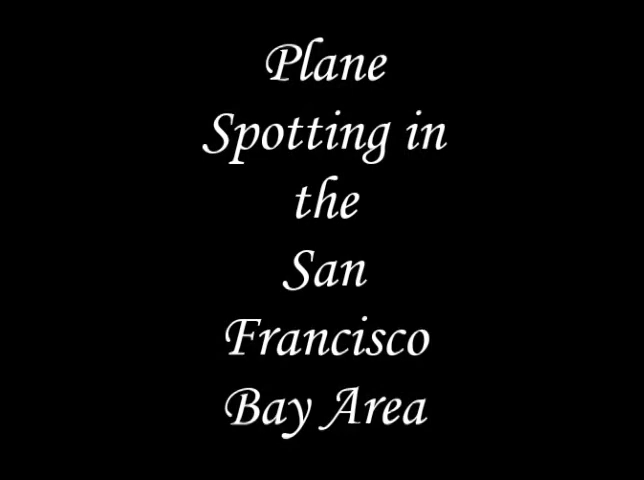 Plane
Spotting in
the
San
Francisco
Bay Area